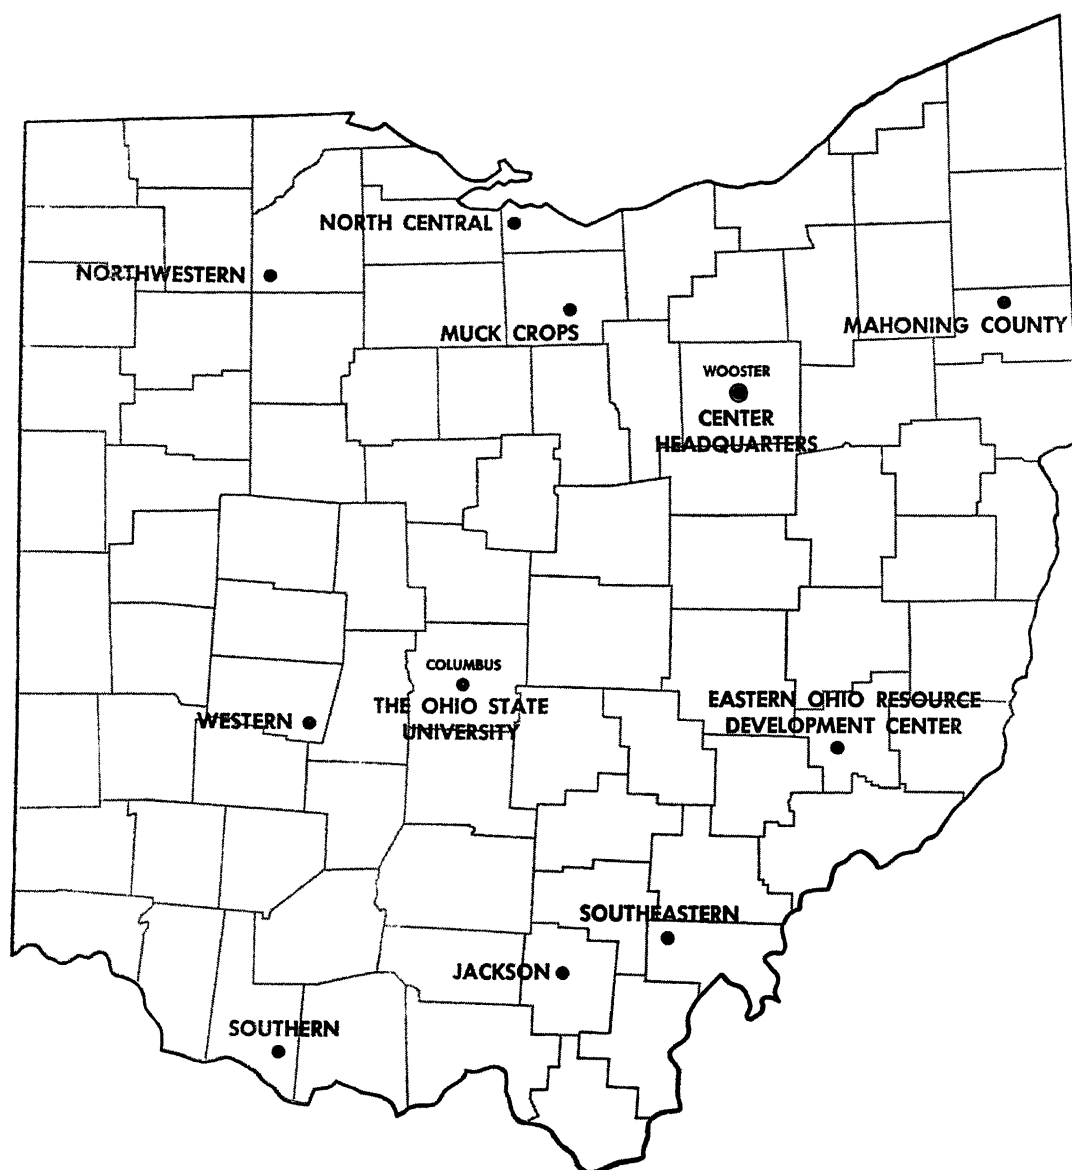 NORTH CENTRAL
NORTHWESTERN
MUCK CROPS
MAHONING COUNTY
WOOSTER
CENTER
HEADQUARTERS
COLUMBUS
THE OHIO STATE
UNIVERSITY
WESTERN
EASTERN OHIO RESOURCE
DEVELOPMENT CENTER
SOUTHEASTERN
JACKSON
SOUTHERN